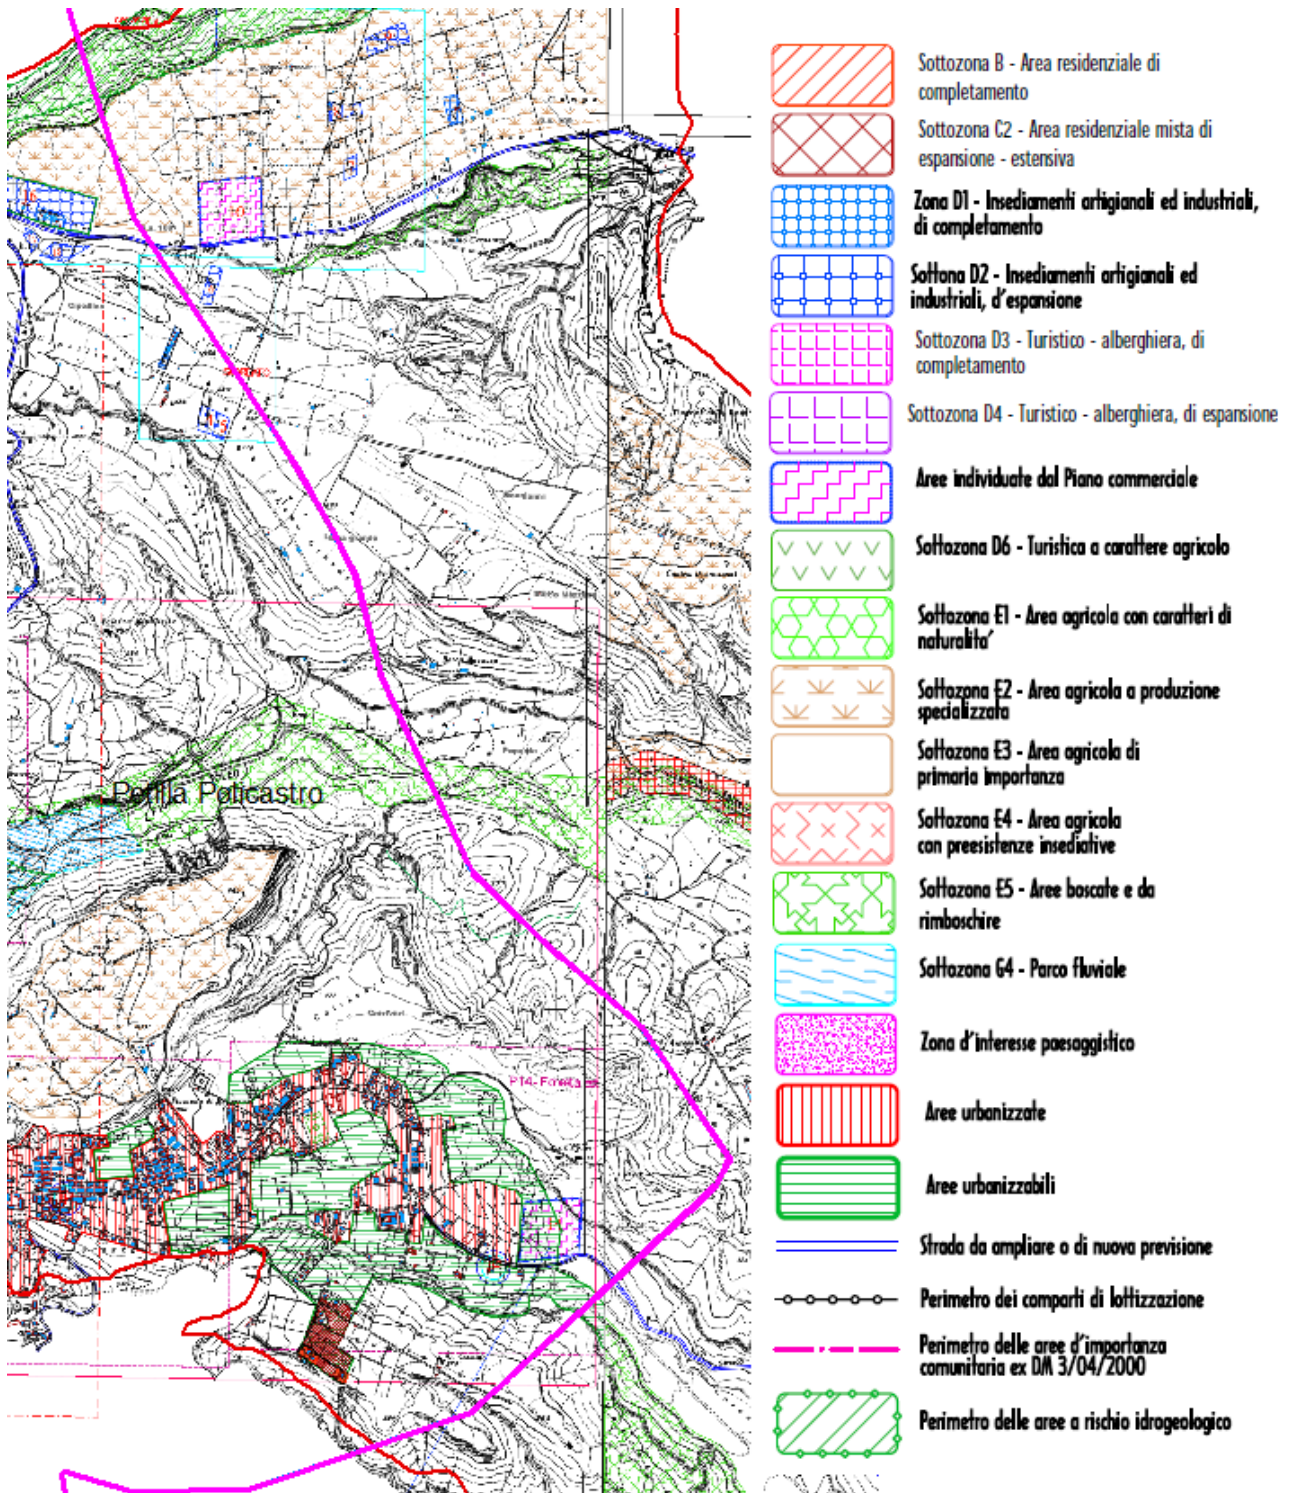 Petilia Policastro
P14-Foresta
Sottozona B - Area residenziale di
completamento
Sottozona C2 - Area residenziale mista di
espansione - estensiva
Zona D1 - Insediamenti artigianali ed industriali,
di completamento
Sottona D2 - Insediamenti artigianali ed
industriali, d'espansione
Sottozona D3 - Turistico - alberghiera, di
completamento
Sottozona D4 - Turistico - alberghiera, di espansione
Aree individuate dal Piano commerciale
Sottozona D6 - Turistica a carattere agricolo
Sottozona E1 - Area agricola con caratteri di
naturalita'
Sottozona E2 - Area agricola a produzione
specializzata
Sottozona E3 - Area agricola di
primaria importanza
Sottozona E4 - Area agricola
con preesistenze insediative
Sottozona E5 - Aree boscate e da
rimboschire
Sottozona G4 - Parco fluviale
Zona d'interesse paesaggistico
Aree urbanizzate
Aree urbanizzabili
Strada da ampliare o di nuova previsione
Perimetro dei comparti di lottizzazione
Perimetro delle aree d'importanza
comunitaria ex DM 3/04/2000
Perimetro delle aree a rischio idrogeologico